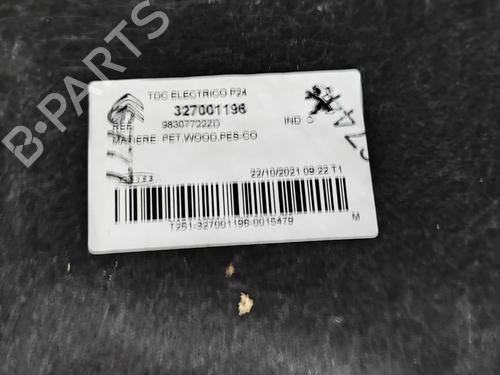 TDC ELECTRICO P24
327001196
REF 98307722ZD
IND C
MATIERE PET,WOOD,PES,CO
22/10/2021 09:22 T1
T251-327001196-0015479
M
B-PARTS